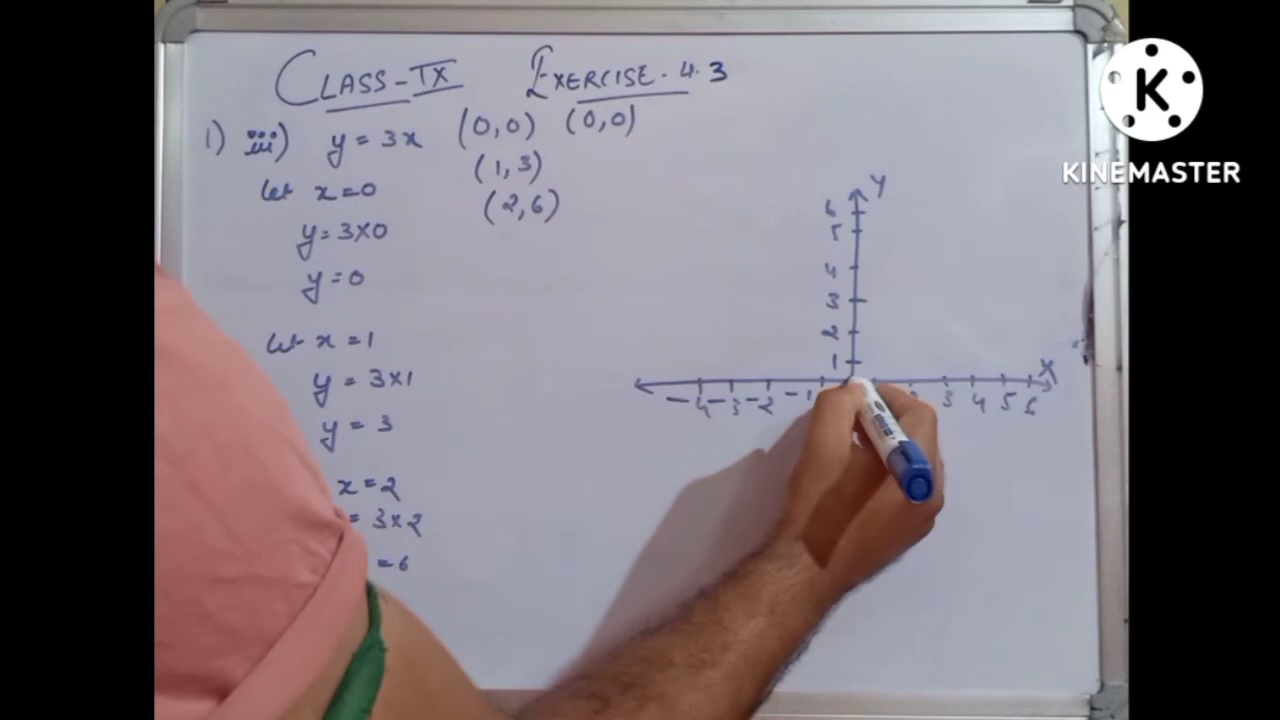 CLASS-IX EXERCISE-4.3
1) iii) y = 3x (0,0) (0,0)
(1,3)
(2,6)
let x=0
y=3×0
y=0
let x=1
y = 3×1
y = 3
x=2
= 3×2
=6
Y
6
5
4
3
2
1
X
-4 -3 -2 -1 3 4 5 6
K
KINEMASTER